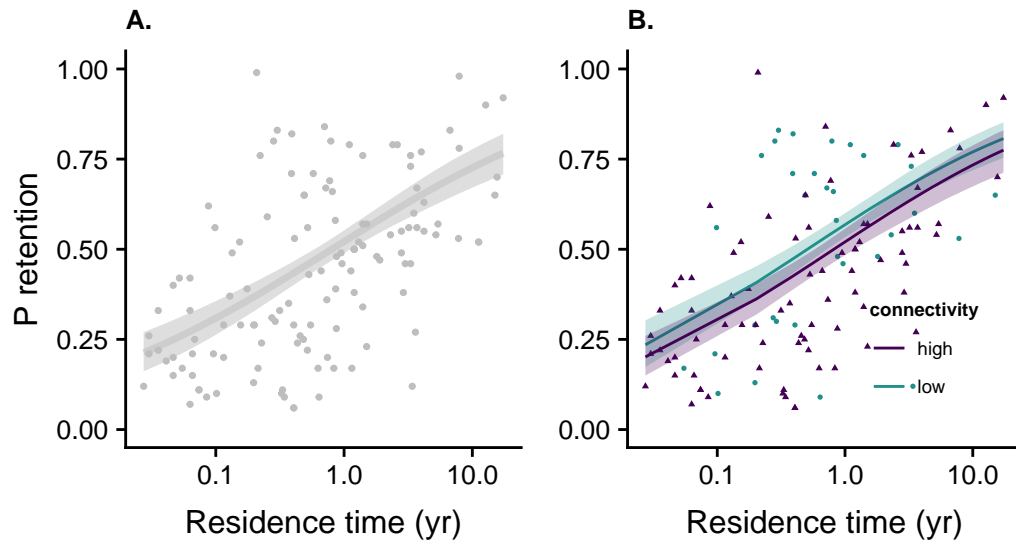 A.
P retention
1.00
0.75
0.50
0.25
0.00
0.1 1.0 10.0
Residence time (yr)
B.
1.00
0.75
0.50
0.25
0.00
connectivity
high
low
0.1 1.0 10.0
Residence time (yr)